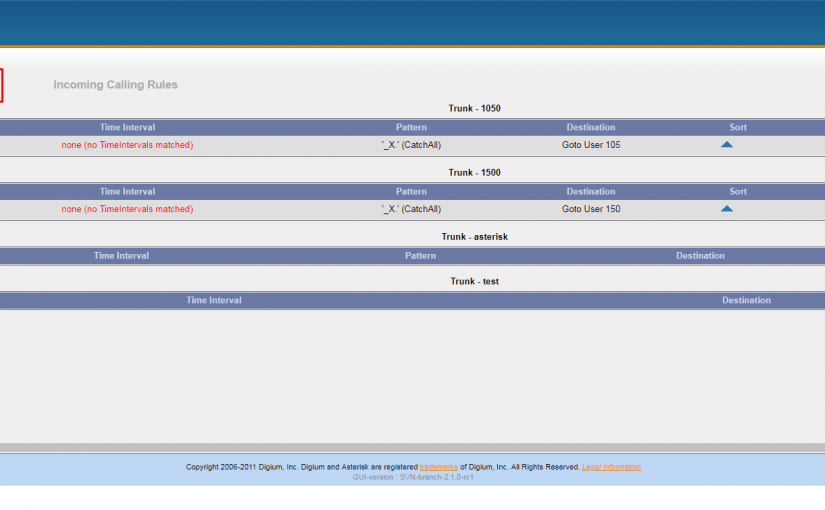 Incoming Calling Rules
Trunk - 1050
Time Interval Pattern Destination Sort
none (no TimeIntervals matched) '_X.' (CatchAll) Goto User 105
Trunk - 1500
Time Interval Pattern Destination Sort
none (no TimeIntervals matched) '_X.' (CatchAll) Goto User 150
Trunk - asterisk
Time Interval Pattern Destination
Trunk - test
Time Interval Destination
Copyright 2006-2011 Digium, Inc. Digium and Asterisk are registered trademarks of Digium, Inc. All Rights Reserved. Legal Information
GUI-version : SVN-branch-2.1.0-rc1